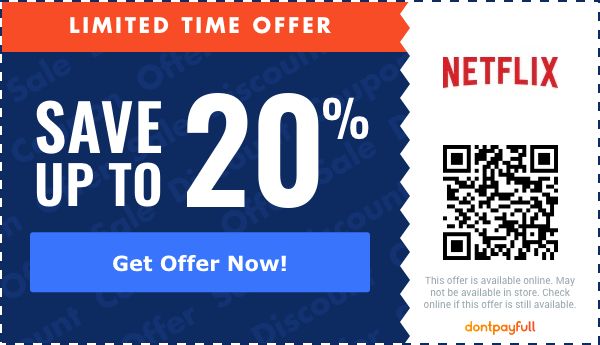 LIMITED TIME OFFER
SAVE
UP TO
20%
Get Offer Now!
NETFLIX
This offer is available online. May
not be available in store. Check
online if this offer is still available.
dontpayfull